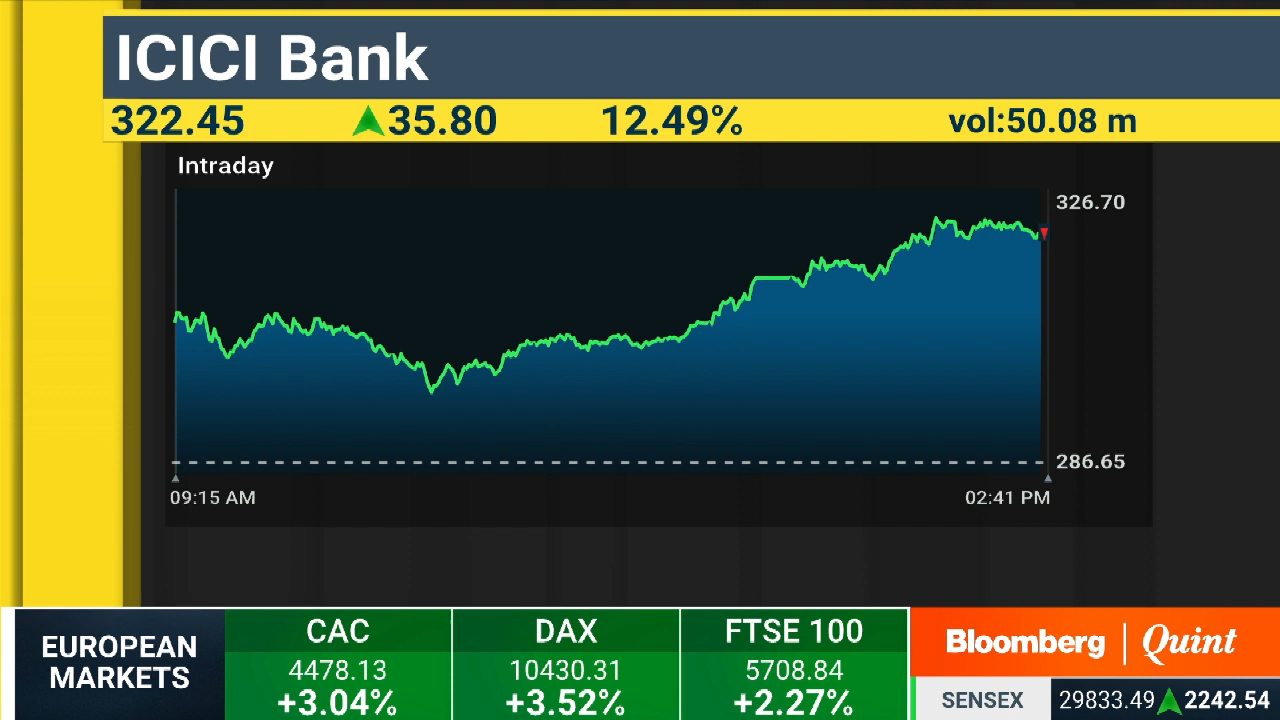 ICICI Bank
322.45 35.80 12.49% vol:50.08 m
Intraday
326.70
286.65
09:15 AM 02:41 PM
EUROPEAN MARKETS
CAC
4478.13
+3.04%
DAX
10430.31
+3.52%
FTSE 100
5708.84
+2.27%
Bloomberg | Quint
SENSEX 29833.49 2242.54